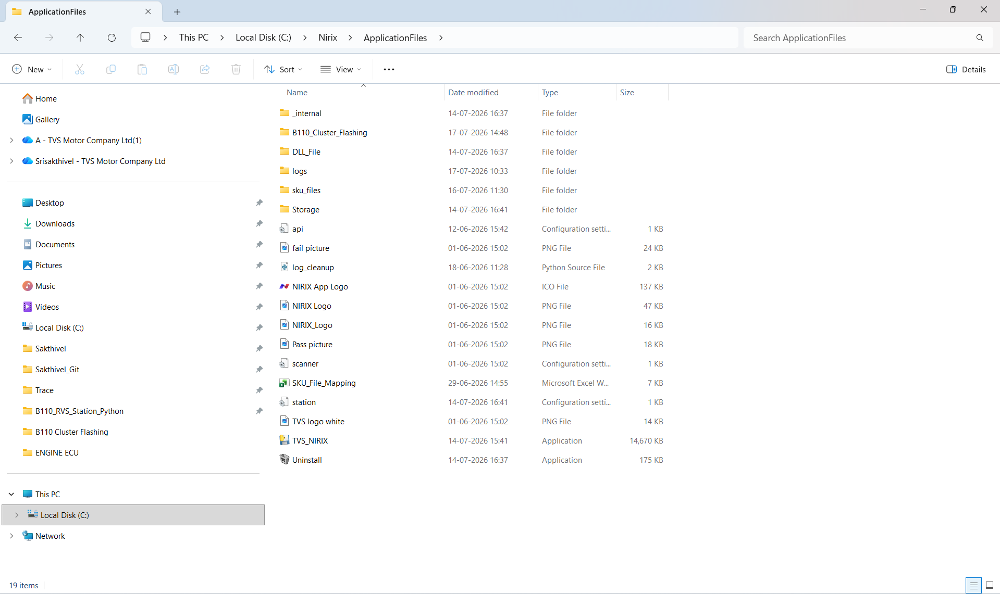 ApplicationFiles
This PC
Local Disk (C:)
Nirix
ApplicationFiles
Search ApplicationFiles
New
Sort
View
Details
Home
Gallery
A - TVS Motor Company Ltd(1)
Srisakthivel - TVS Motor Company Ltd
Desktop
Downloads
Documents
Pictures
Music
Videos
Local Disk (C:)
Sakthivel
Sakthivel_Git
Trace
B110_RVS_Station_Python
B110 Cluster Flashing
ENGINE ECU
This PC
Local Disk (C:)
Network
Name Date modified Type Size
_internal 14-07-2026 16:37 File folder
B110_Cluster_Flashing 17-07-2026 14:48 File folder
DLL_File 14-07-2026 16:37 File folder
logs 17-07-2026 10:33 File folder
sku_files 16-07-2026 11:30 File folder
Storage 14-07-2026 16:41 File folder
api 12-06-2026 15:42 Configuration setti... 1 KB
fail picture 01-06-2026 15:02 PNG File 24 KB
log_cleanup 18-06-2026 11:28 Python Source File 2 KB
NIRIX App Logo 01-06-2026 15:02 ICO File 137 KB
NIRIX Logo 01-06-2026 15:02 PNG File 47 KB
NIRIX_Logo 01-06-2026 15:02 PNG File 16 KB
Pass picture 01-06-2026 15:02 PNG File 18 KB
scanner 01-06-2026 15:02 Configuration setti... 1 KB
SKU_File_Mapping 29-06-2026 14:55 Microsoft Excel W... 7 KB
station 14-07-2026 16:41 Configuration setti... 1 KB
TVS logo white 01-06-2026 15:02 PNG File 14 KB
TVS_NIRIX 14-07-2026 15:41 Application 14,670 KB
Uninstall 14-07-2026 16:37 Application 175 KB
19 items